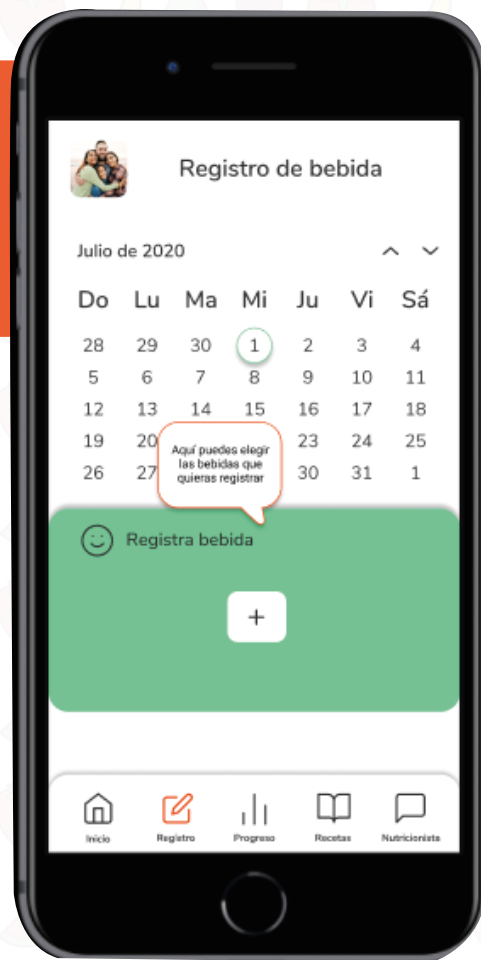 Registro de bebida
Julio de 2020
Do Lu Ma Mi Ju Vi Sá
28 29 30 1 2 3 4
5 6 7 8 9 10 11
12 13 14 15 16 17 18
19 20 23 24 25
26 27 30 31 1
Aquí puedes elegir
las bebidas que
quieras registrar
Registra bebida
+
Inicio Registro Progreso Recetas Nutricionista